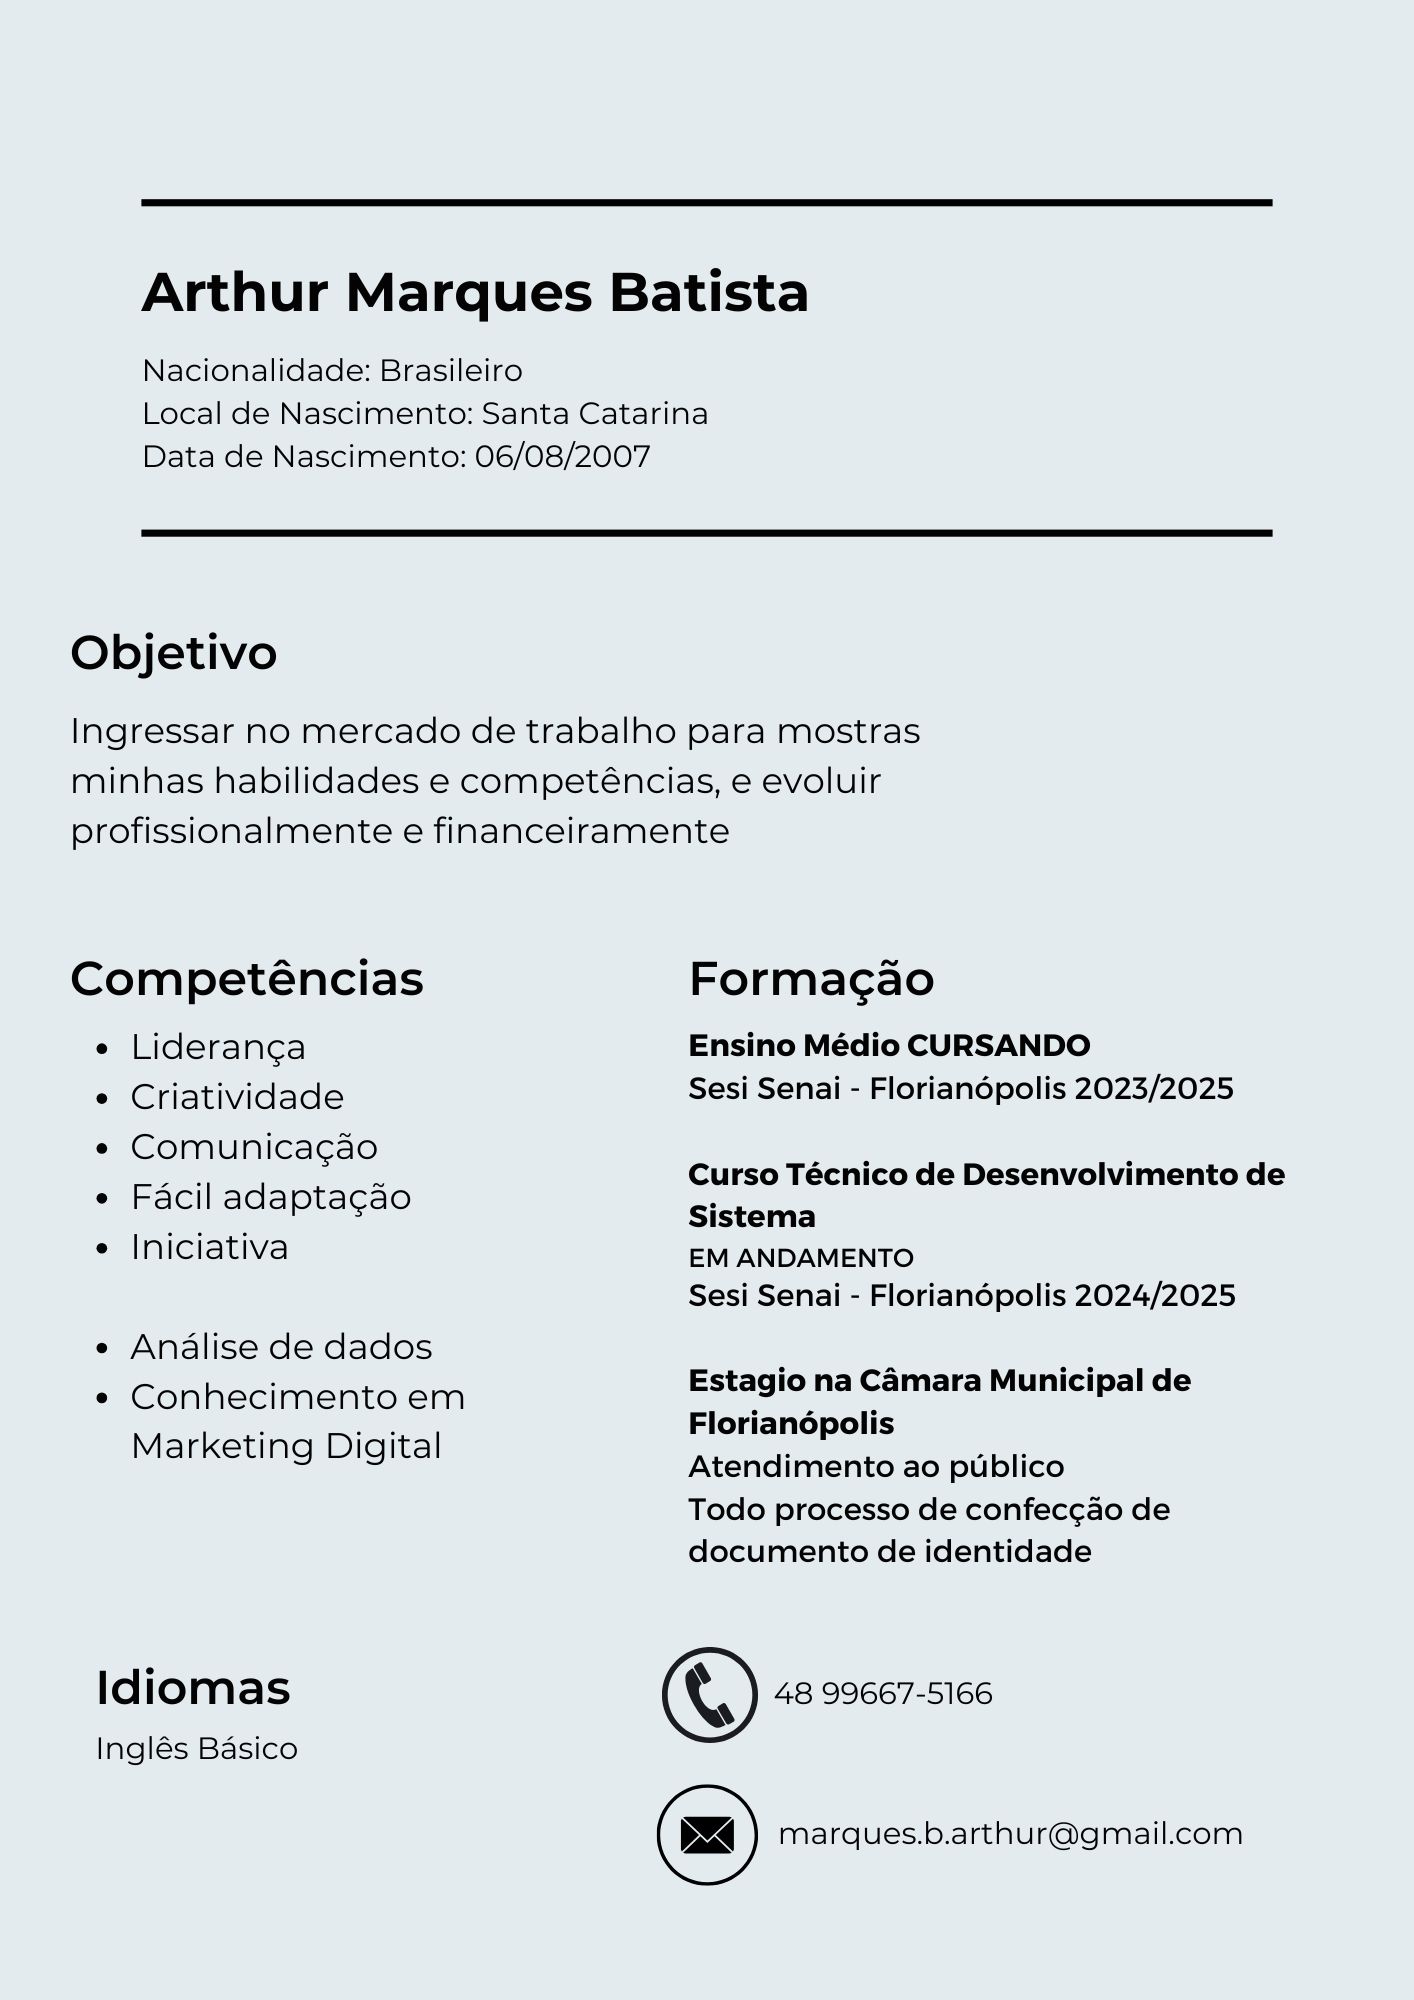 Arthur Marques Batista
Nacionalidade: Brasileiro
Local de Nascimento: Santa Catarina
Data de Nascimento: 06/08/2007
Objetivo
Ingressar no mercado de trabalho para mostras
minhas habilidades e competências, e evoluir
profissionalmente e financeiramente
Competências
• Liderança
• Criatividade
• Comunicação
• Fácil adaptação
• Iniciativa
• Análise de dados
• Conhecimento em
Marketing Digital
Formação
Ensino Médio CURSANDO
Sesi Senai - Florianópolis 2023/2025
Curso Técnico de Desenvolvimento de
Sistema
EM ANDAMENTO
Sesi Senai - Florianópolis 2024/2025
Estagio na Câmara Municipal de
Florianópolis
Atendimento ao público
Todo processo de confecção de
documento de identidade
Idiomas
Inglês Básico
48 99667-5166
marques.b.arthur@gmail.com